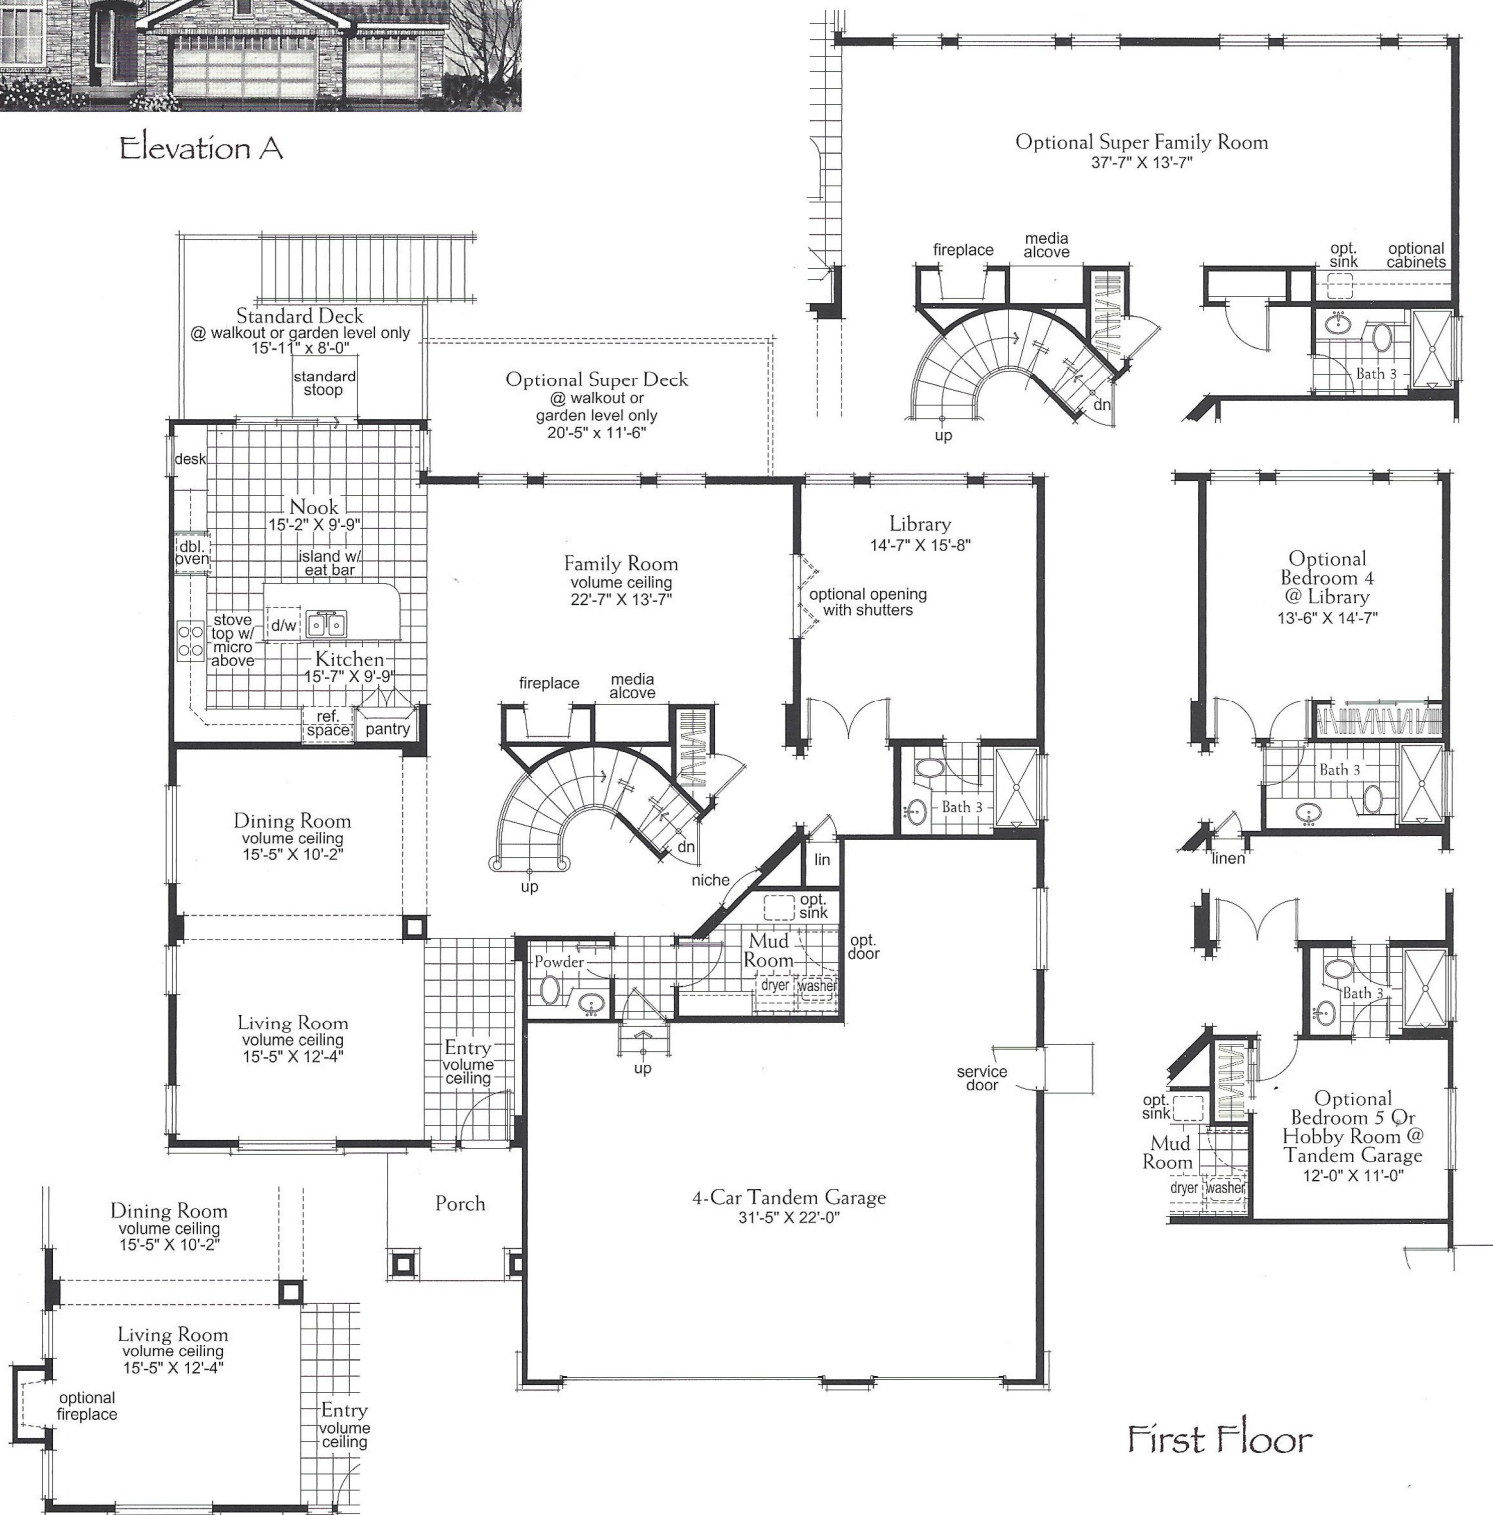 Elevation A
Optional Super Family Room
37'-7" X 13'-7"
fireplace
media
alcove
opt.
sink
optional
cabinets
Bath 3
dn
up
Standard Deck
@ walkout or garden level only
15'-11" x 8'-0"
standard
stoop
Optional Super Deck
@ walkout or
garden level only
20'-5" x 11'-6"
desk
Nook
15'-2" X 9'-9"
dbl.
oven
island w/
eat bar
stove
top w/
micro
above
d/w
Kitchen
15'-7" X 9'-9"
ref.
space
pantry
Family Room
volume ceiling
22'-7" X 13'-7"
fireplace
media
alcove
Library
14'-7" X 15'-8"
optional opening
with shutters
Optional
Bedroom 4
@ Library
13'-6" X 14'-7"
Bath 3
linen
Dining Room
volume ceiling
15'-5" X 10'-2"
up
dn
niche
lin
Bath 3
opt.
sink
Mud
Room
dryer
washer
opt.
door
Powder
up
Living Room
volume ceiling
15'-5" X 12'-4"
Entry
volume
ceiling
service
door
Bath 3
opt.
sink
Mud
Room
dryer
washer
Optional
Bedroom 5 Or
Hobby Room @
Tandem Garage
12'-0" X 11'-0"
Porch
4-Car Tandem Garage
31'-5" X 22'-0"
Dining Room
volume ceiling
15'-5" X 10'-2"
Living Room
volume ceiling
15'-5" X 12'-4"
optional
fireplace
Entry
volume
ceiling
First Floor